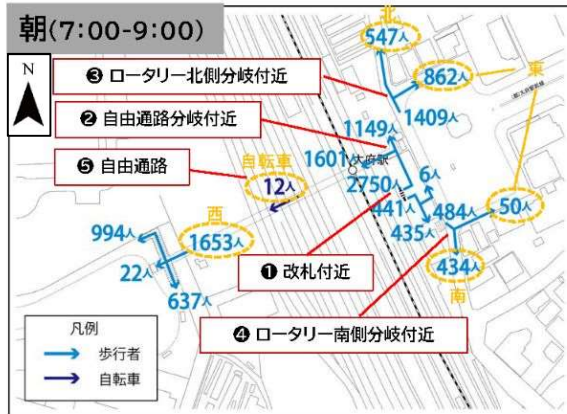 朝(7:00-9:00)
N
北
547人
❸ ロータリー北側分岐付近
862人
東
❷ 自由通路分岐付近
1409人
1149人
❺ 自由通路
自転車
1601人
大府駅
12人
2750人
6人
441人
484人
50人
西
435人
994人
1653人
❶ 改札付近
434人
22人
南
637人
❹ ロータリー南側分岐付近
凡例
歩行者
自転車